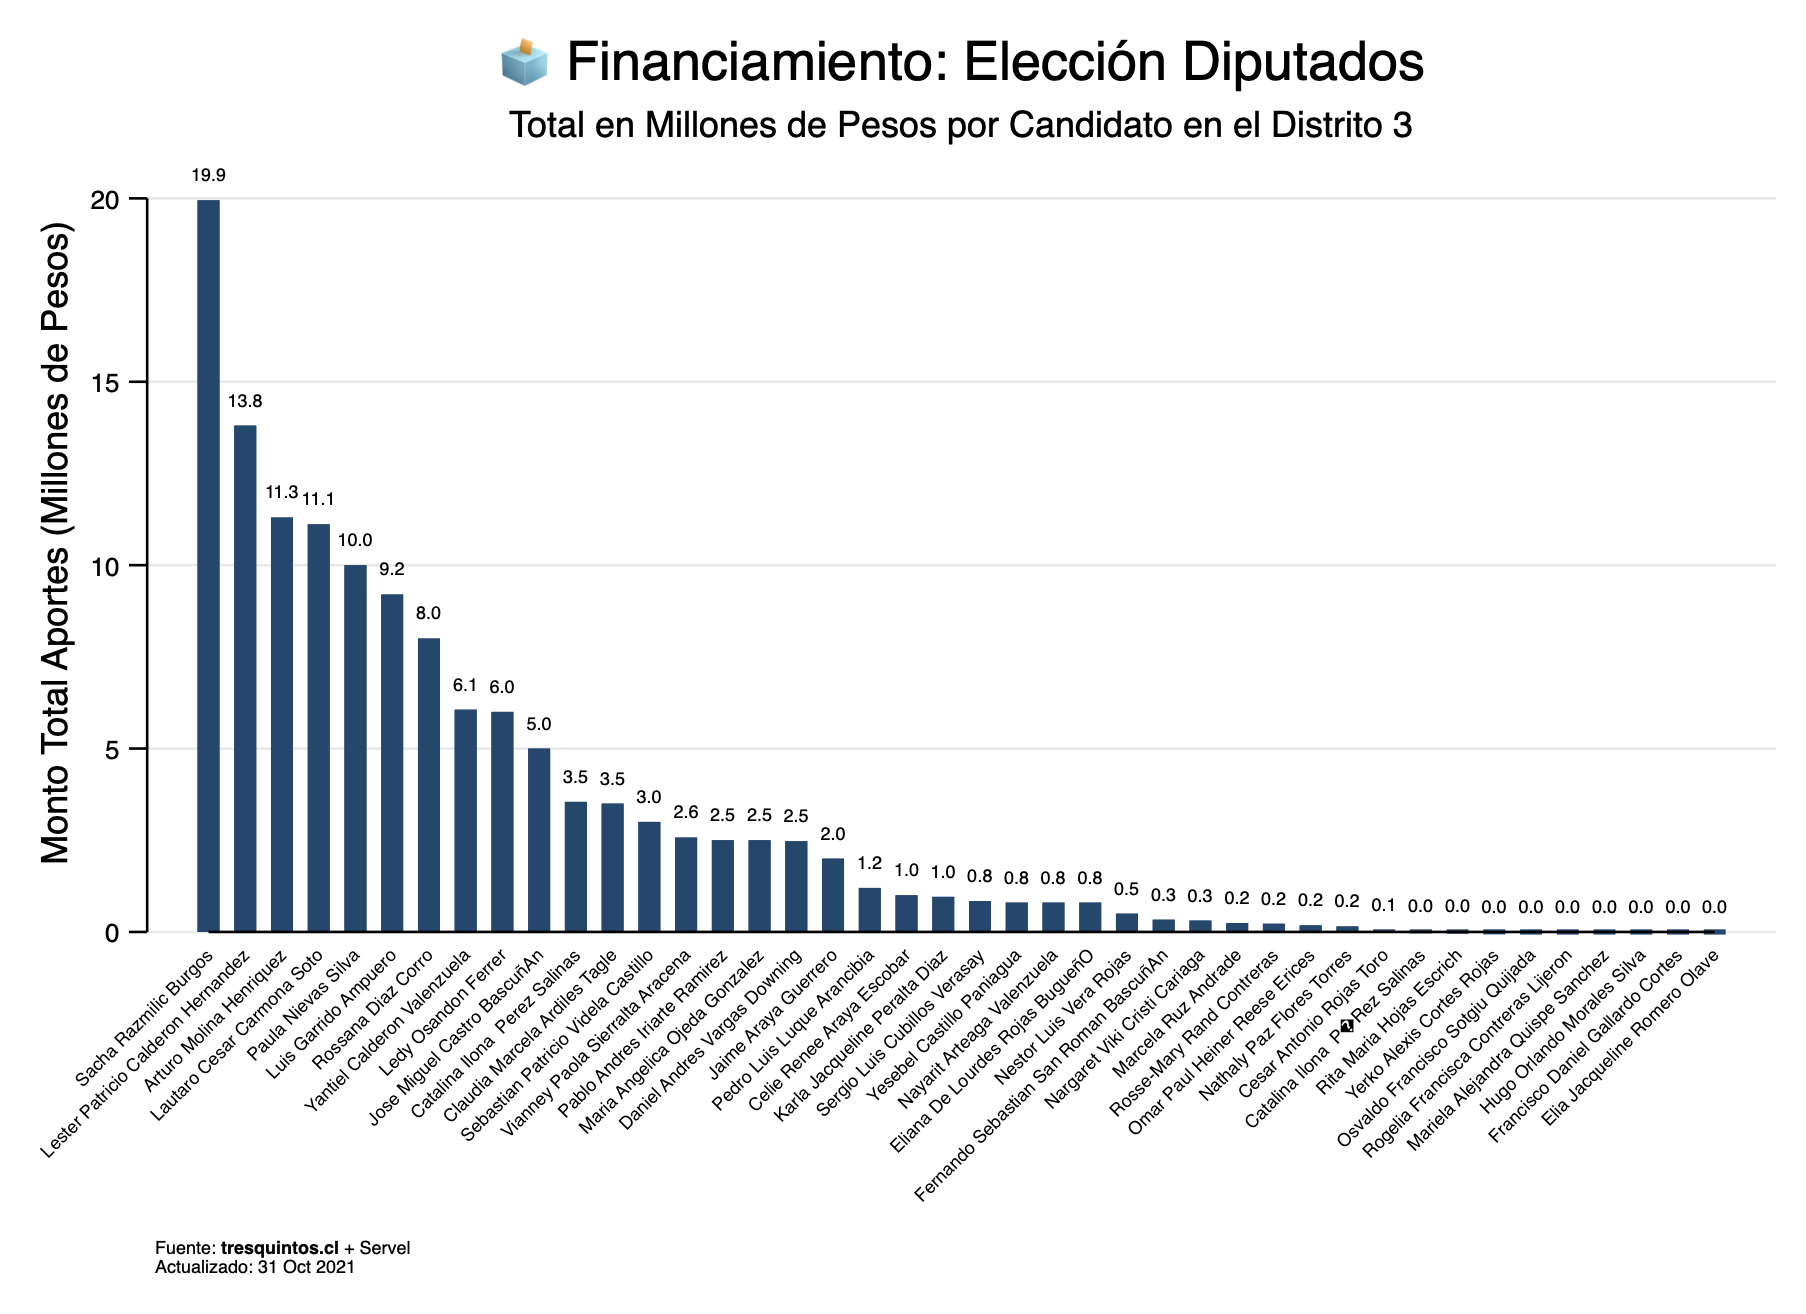 Financiamiento: Elección Diputados
Total en Millones de Pesos por Candidato en el Distrito 3
Monto Total Aportes (Millones de Pesos)
20
15
10
5
0
19.9
13.8
11.3
11.1
10.0
9.2
8.0
6.1
6.0
5.0
3.5
3.5
3.0
2.6
2.5
2.5
2.5
2.0
1.2
1.0
1.0
0.8
0.8
0.8
0.8
0.5
0.3
0.3
0.2
0.2
0.2
0.2
0.1
0.0
0.0
0.0
0.0
0.0
0.0
0.0
0.0
0.0
Sacha Razmilic Burgos
Lester Patricio Calderon Hernandez
Arturo Molina Henriquez
Lautaro Cesar Carmona Soto
Paula Nievas Silva
Luis Garrido Ampuero
Rossana Diaz Corro
Yantiel Calderon Valenzuela
Ledy Osandon Ferrer
Jose Miguel Castro BascuñAn
Catalina Ilona Perez Salinas
Claudia Marcela Ardiles Tagle
Sebastian Patricio Videla Castillo
Vianney Paola Sierralta Aracena
Pablo Andres Iriarte Ramirez
Maria Angelica Ojeda Gonzalez
Daniel Andres Vargas Downing
Jaime Araya Guerrero
Pedro Luis Luque Arancibia
Celie Renee Araya Escobar
Karla Jacqueline Peralta Diaz
Sergio Luis Cubillos Verasay
Yesebel Castillo Paniagua
Nayarit Arteaga Valenzuela
Eliana De Lourdes Rojas BugueñO
Nestor Luis Vera Rojas
Fernando Sebastian San Roman BascuñAn
Margaret Viki Cristi Cariaga
Marcela Ruz Andrade
Rosse-Mary Rand Contreras
Omar Paul Heiner Reese Erices
Nathaly Paz Flores Torres
Cesar Antonio Rojas Toro
Catalina Ilona P�Rez Salinas
Rita Maria Hojas Escrich
Yerko Alexis Cortes Rojas
Osvaldo Francisco Sotgiu Quijada
Rogelia Francisca Contreras Lijeron
Mariela Alejandra Quispe Sanchez
Hugo Orlando Morales Silva
Francisco Daniel Gallardo Cortes
Elia Jacqueline Romero Olave
Fuente: tresquintos.cl + Servel
Actualizado: 31 Oct 2021